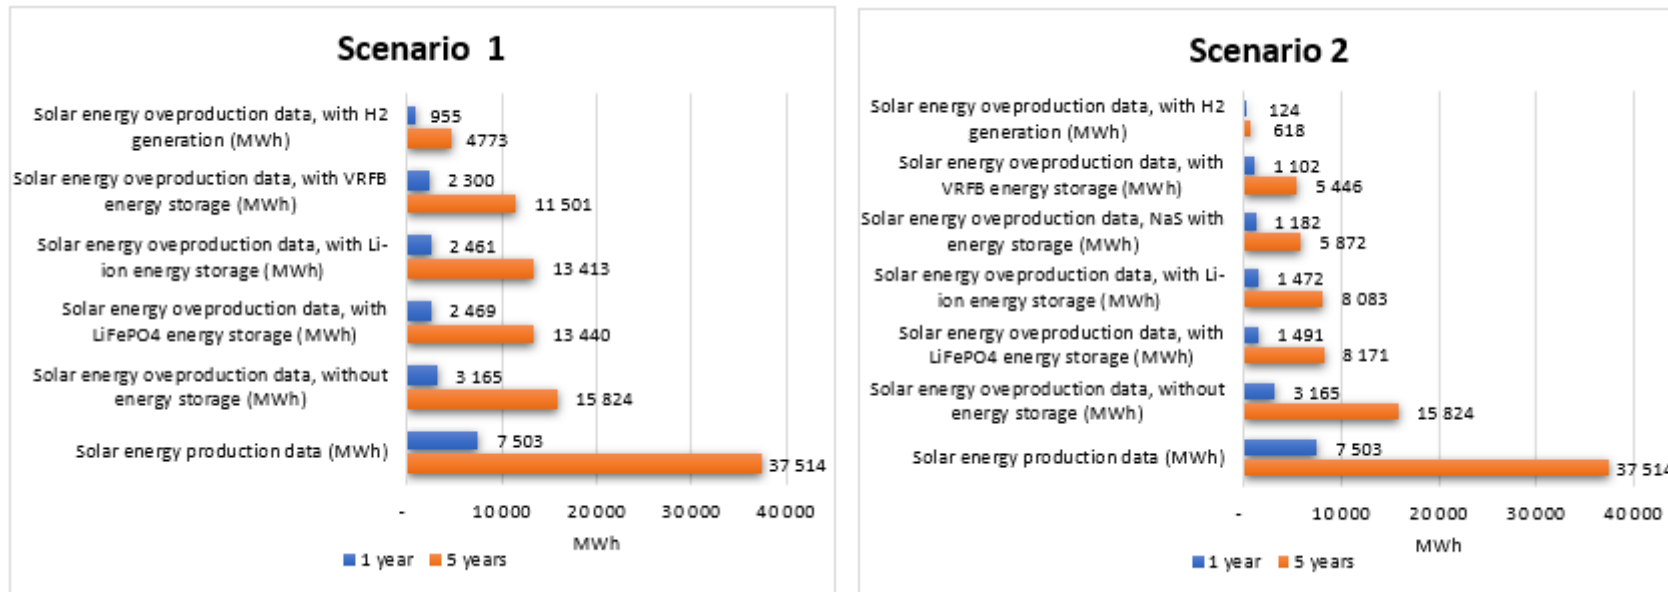 Scenario 1
Solar energy oveproduction data, with H2
generation (MWh)
955
4773
Solar energy oveproduction data, with VRFB
energy storage (MWh)
2 300
11 501
Solar energy oveproduction data, with Li-
ion energy storage (MWh)
2 461
13 413
Solar energy oveproduction data, with
LiFePO4 energy storage (MWh)
2 469
13 440
Solar energy oveproduction data, without
energy storage (MWh)
3 165
15 824
Solar energy production data (MWh)
7 503
37 514
- 10 000 20 000 30 000 40 000
MWh
1 year 5 years
Scenario 2
Solar energy oveproduction data, with H2
generation (MWh)
124
618
Solar energy oveproduction data, with
VRFB energy storage (MWh)
1 102
5 446
Solar energy oveproduction data, NaS with
energy storage (MWh)
1 182
5 872
Solar energy oveproduction data, with Li-
ion energy storage (MWh)
1 472
8 083
Solar energy oveproduction data, with
LiFePO4 energy storage (MWh)
1 491
8 171
Solar energy oveproduction data, without
energy storage (MWh)
3 165
15 824
Solar energy production data (MWh)
7 503
37 514
- 10 000 20 000 30 000 40 000
MWh
1 year 5 years